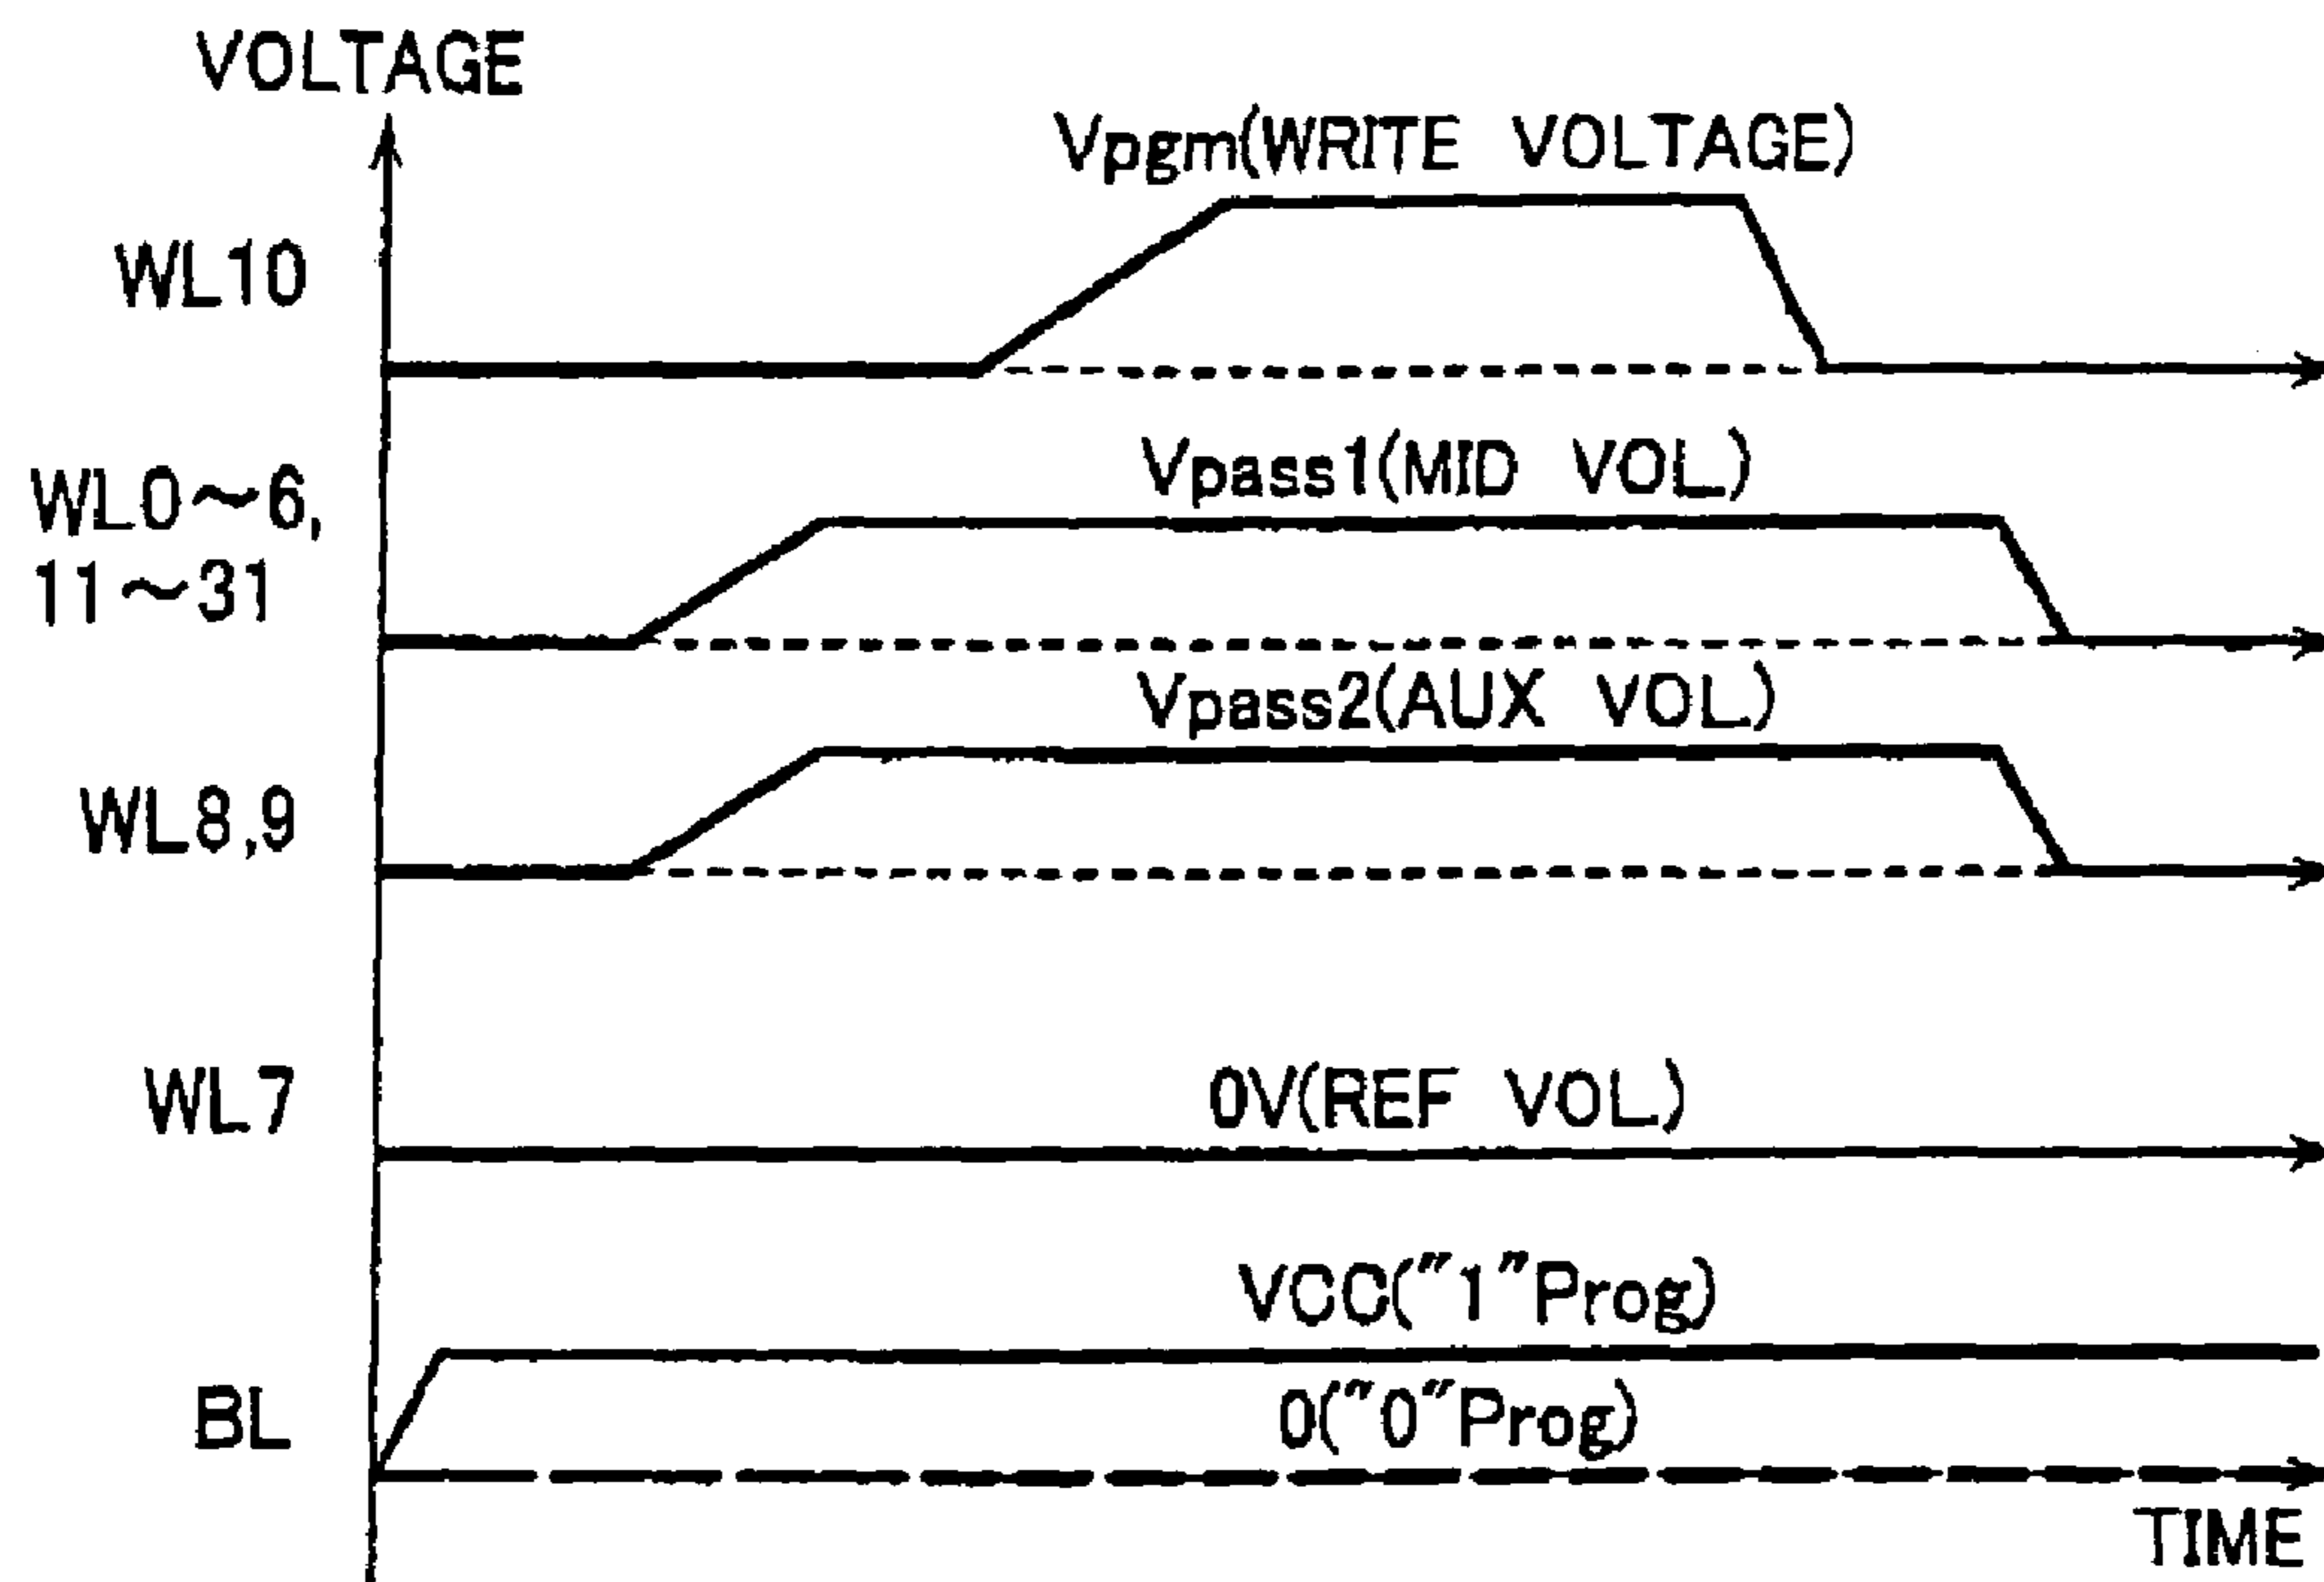 VOLTAGE
Vpgm(WRITE VOLTAGE)
WL10
Vpass1(MID VOL)
WL0～6,
11～31
Vpass2(AUX VOL)
WL8,9
0V(REF VOL)
WL7
VCC("1"Prog)
0("0"Prog)
BL
TIME